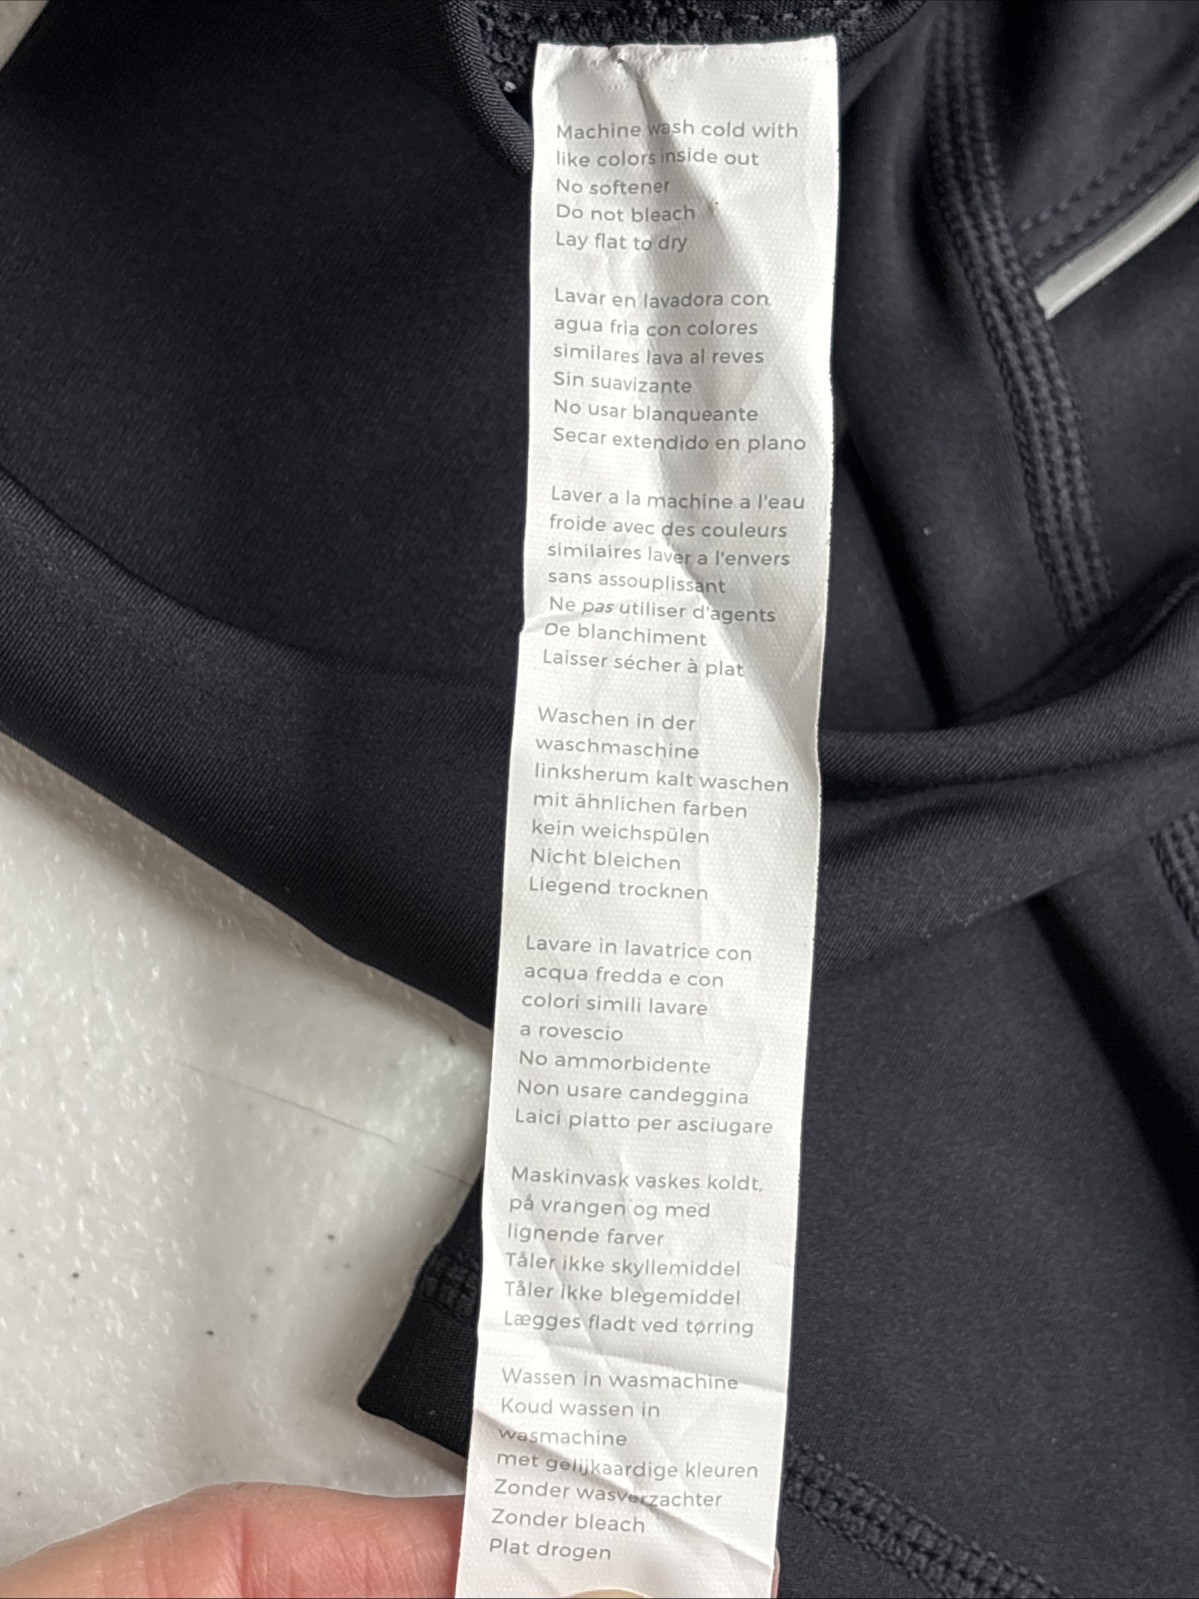 Machine wash cold with
like colors inside out
No softener
Do not bleach
Lay flat to dry
Lavar en lavadora con
agua fria con colores
similares lava al reves
Sin suavizante
No usar blanqueante
Secar extendido en plano
Laver a la machine a l'eau
froide avec des couleurs
similaires laver a l'envers
sans assouplissant
Ne pas utiliser d'agents
De blanchiment
Laisser sécher à plat
Waschen in der
waschmaschine
linksherum kalt waschen
mit ähnlichen farben
kein weichspülen
Nicht bleichen
Liegend trocknen
Lavare in lavatrice con
acqua fredda e con
colori simili lavare
a rovescio
No ammorbidente
Non usare candeggina
Laici piatto per asciugare
Maskinvask vaskes koldt,
på vrangen og med
lignende farver
Tåler ikke skyllemiddel
Tåler ikke blegemiddel
Lægges fladt ved tørring
Wassen in wasmachine
Koud wassen in
wasmachine
met gelijkaardige kleuren
Zonder wasverzachter
Zonder bleach
Plat drogen